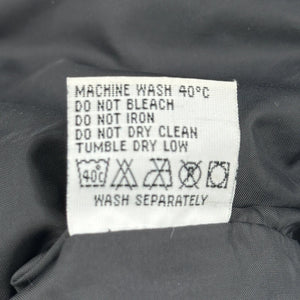 MACHINE WASH 40°C
DO NOT BLEACH
DO NOT IRON
DO NOT DRY CLEAN
TUMBLE DRY LOW
40°C
WASH SEPARATELY